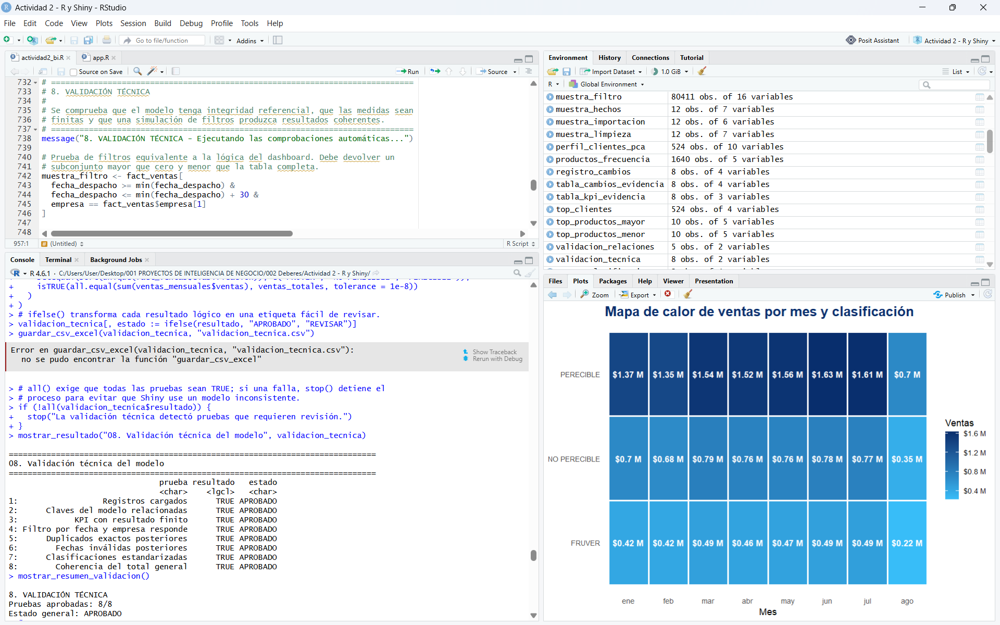 Actividad 2 - R y Shiny - RStudio
File Edit Code View Plots Session Build Debug Profile Tools Help
Go to file/function Addins Posit Assistant Actividad 2 - R y Shiny
actividad2_bi.R app.R
Source on Save Run Source
732 # ==============================================================================
733 # 8. VALIDACIÓN TÉCNICA
734 #
735 # Se comprueba que el modelo tenga integridad referencial, que las medidas sean
736 # finitas y que una simulación de filtros produzca resultados coherentes.
737 # ==============================================================================
738 message("8. VALIDACIÓN TÉCNICA - Ejecutando las comprobaciones automáticas...")
739
740 # Prueba de filtros equivalente a la lógica del dashboard. Debe devolver un
741 # subconjunto mayor que cero y menor que la tabla completa.
742 muestra_filtro <- fact_ventas[
743 fecha_despacho >= min(fecha_despacho) &
744 fecha_despacho <= min(fecha_despacho) + 30 &
745 empresa == fact_ventas$empresa[1]
746 ]
747
748
957:1 (Untitled) R Script
Console Terminal Background Jobs
R 4.6.1 · C:/Users/User/Desktop/001 PROYECTOS DE INTELIGENCIA DE NEGOCIO/002 Deberes/Actividad 2 - R y Shiny/
+ isTRUE(all.equal(sum(ventas_mensuales$ventas), ventas_totales, tolerance = 1e-8))
+ )
+ )
> # ifelse() transforma cada resultado lógico en una etiqueta fácil de revisar.
> validacion_tecnica[, estado := ifelse(resultado, "APROBADO", "REVISAR")]
> guardar_csv_excel(validacion_tecnica, "validacion_tecnica.csv")
Error en guardar_csv_excel(validacion_tecnica, "validacion_tecnica.csv"):
no se pudo encontrar la función "guardar_csv_excel"
Show Traceback
Rerun with Debug
> # all() exige que todas las pruebas sean TRUE; si una falla, stop() detiene el
> # proceso para evitar que Shiny use un modelo inconsistente.
> if (!all(validacion_tecnica$resultado)) {
+ stop("La validación técnica detectó pruebas que requieren revisión.")
+ }
> mostrar_resultado("08. Validación técnica del modelo", validacion_tecnica)
==============================================================================
08. Validación técnica del modelo
==============================================================================
prueba resultado estado
<char> <lgcl> <char>
1: Registros cargados TRUE APROBADO
2: Claves del modelo relacionadas TRUE APROBADO
3: KPI con resultado finito TRUE APROBADO
4: Filtro por fecha y empresa responde TRUE APROBADO
5: Duplicados exactos posteriores TRUE APROBADO
6: Fechas inválidas posteriores TRUE APROBADO
7: Clasificaciones estandarizadas TRUE APROBADO
8: Coherencia del total general TRUE APROBADO
> mostrar_resumen_validacion()
8. VALIDACIÓN TÉCNICA
Pruebas aprobadas: 8/8
Estado general: APROBADO
Environment History Connections Tutorial
Import Dataset 1.0 GiB List
R Global Environment
muestra_filtro 80411 obs. of 16 variables
muestra_hechos 12 obs. of 7 variables
muestra_importacion 12 obs. of 6 variables
muestra_limpieza 12 obs. of 7 variables
perfil_clientes_pca 524 obs. of 10 variables
productos_frecuencia 1640 obs. of 5 variables
registro_cambios 8 obs. of 4 variables
tabla_cambios_evidencia 8 obs. of 4 variables
tabla_kpi_evidencia 8 obs. of 3 variables
top_clientes 524 obs. of 4 variables
top_productos_mayor 10 obs. of 5 variables
top_productos_menor 10 obs. of 5 variables
validacion_relaciones 5 obs. of 2 variables
validacion_tecnica 8 obs. of 2 variables
Files Plots Packages Help Viewer Presentation
Zoom Export Publish
Mapa de calor de ventas por mes y clasificación
PERECIBLE $1.37 M $1.35 M $1.54 M $1.52 M $1.56 M $1.63 M $1.61 M $0.7 M
NO PERECIBLE $0.7 M $0.68 M $0.79 M $0.76 M $0.76 M $0.78 M $0.77 M $0.35 M
FRUVER $0.42 M $0.42 M $0.49 M $0.46 M $0.47 M $0.49 M $0.49 M $0.22 M
ene feb mar abr may jun jul ago
Mes
Ventas
$1.6 M
$1.2 M
$0.8 M
$0.4 M